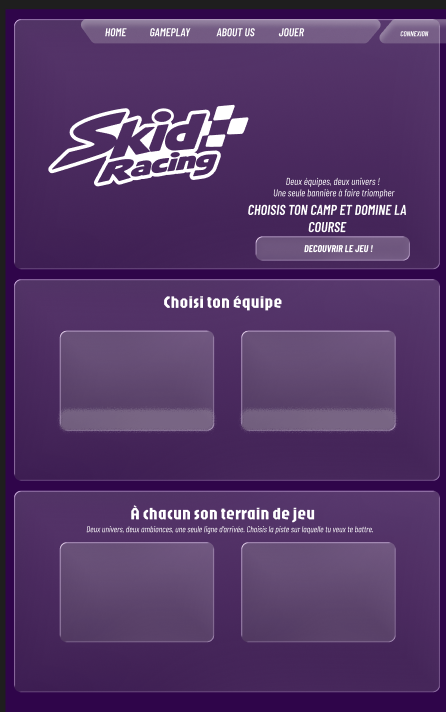 HOME GAMEPLAY ABOUT US JOUER CONNEXION
Skid
Racing
Deux équipes, deux univers !
Une seule bannière à faire triompher
CHOISIS TON CAMP ET DOMINE LA
COURSE
DECOUVRIR LE JEU !
Choisi ton équipe
À chacun son terrain de jeu
Deux univers, deux ambiances, une seule ligne d'arrivée. Choisis la piste sur laquelle tu veux te battre.